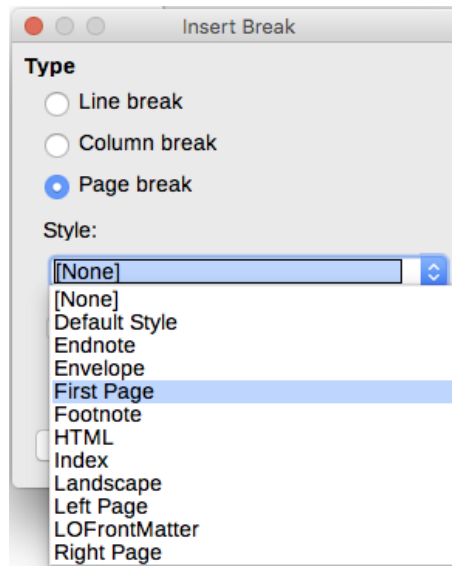 Insert Break
Type
Line break
Column break
Page break
Style:
[None]
[None]
Default Style
Endnote
Envelope
First Page
Footnote
HTML
Index
Landscape
Left Page
LOFrontMatter
Right Page